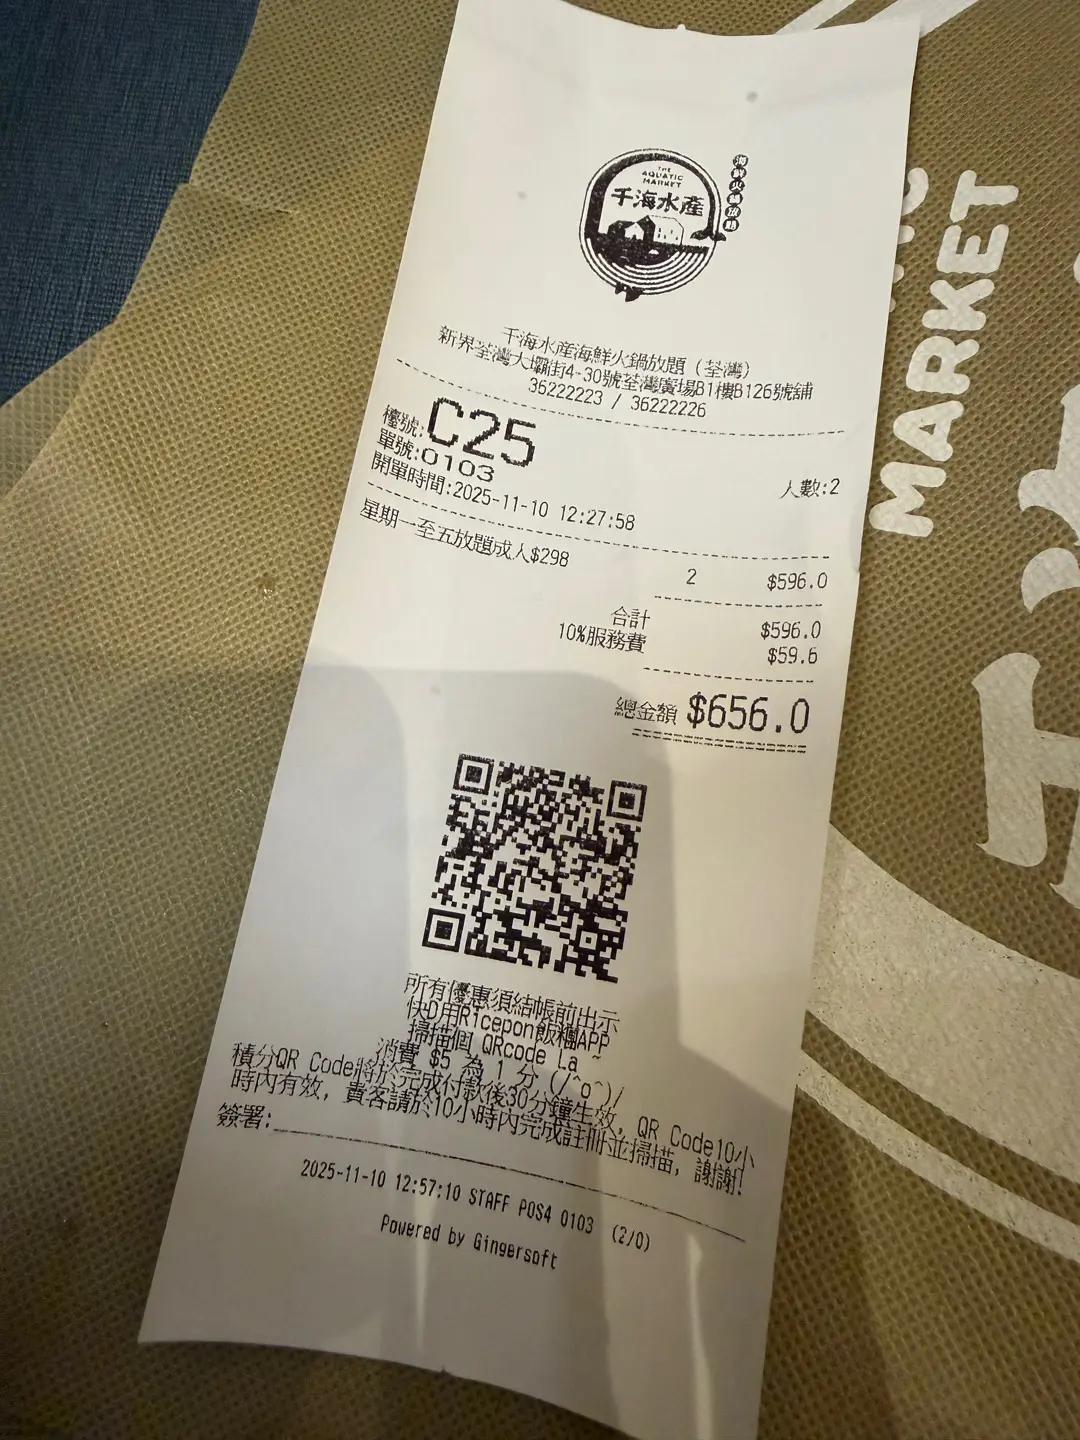 THE
AQUATIC
MARKET
千海水產
海鮮火鍋放題
千海水產海鮮火鍋放題 (荃灣)
新界荃灣大壩街4-30號荃灣廣場B1樓B126號舖
36222223 / 36222226
檯號:C25
單號:0103
人數:2
開單時間:2025-11-10 12:27:58
星期一至五放題成人$298
2 $596.0
合計 $596.0
10%服務費 $59.6
總金額 $656.0
所有優惠須結帳前出示
快D用Ricepon飯糰APP
掃描個 QRcode La ~
消費 $5 為 1 分 (/^o^)/
積分QR Code將於完成付款後30分鐘生效, QR Code10小
時內有效, 貴客請於10小時內完成註冊並掃描, 謝謝!
簽署:
2025-11-10 12:57:10 STAFF POS4 0103 (2/0)
Powered by Gingersoft
MARKET